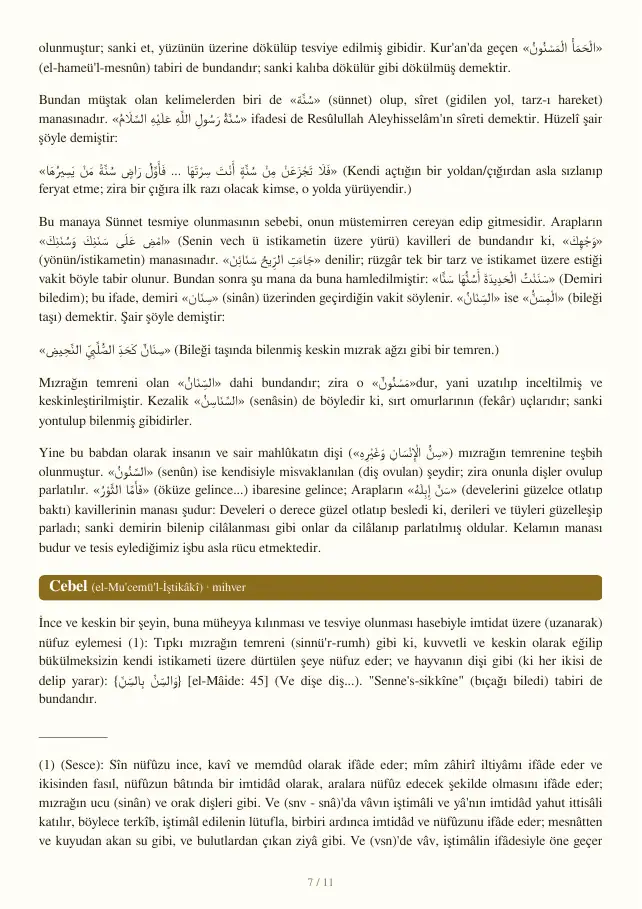 olunmuştur; sanki et, yüzünün üzerine dökülüp tesviye edilmiş gibidir. Kur'an'da geçen «الْحَمَأُ الْمَسْنُونُ»
(el-hameü'l-mesnûn) tabiri de bundandır; sanki kalıba dökülür gibi dökülmüş demektir.
Bundan müştak olan kelimelerden biri de «سُنَّة» (sünnet) olup, sîret (gidilen yol, tarz-ı hareket)
manasınadır. «سُنَّةُ رَسُولِ اللَّهِ عَلَيْهِ السَّلَامُ» ifadesi de Resûlullah Aleyhisselâm'ın sîreti demektir. Hüzelî şair
şöyle demiştir:
«فَلَا تَجْزَعَنْ مِنْ سُنَّةٍ أَنْتَ سِرْتَهَا ... فَأَوَّلُ رَاضٍ سُنَّةً مَنْ يَسِيرُهَا» (Kendi açtığın bir yoldan/çığırdan asla sızlanıp
feryat etme; zira bir çığıra ilk razı olacak kimse, o yolda yürüyendir.)
Bu manaya Sünnet tesmiye olunmasının sebebi, onun müstemirren cereyan edip gitmesidir. Arapların
«امْضِ عَلَى سَنَنِكَ وَسُنَنِكَ» (Senin vech ü istikametin üzere yürü) kavilleri de bundandır ki, «وَجْهِكَ»
(yönün/istikametin) manasınadır. «جَاءَتِ الرِّيحُ سَنَائِنَ» denilir; rüzgâr tek bir tarz ve istikamet üzere estiği
vakit böyle tabir olunur. Bundan sonra şu mana da buna hamledilmiştir: «سَنَنْتُ الْحَدِيدَةَ أَسُنُّهَا سَنًّا» (Demiri
biledim); bu ifade, demiri «سِنَان» (sinân) üzerinden geçirdiğin vakit söylenir. «السِّنَانُ» ise «الْمِسَنُّ» (bileği
taşı) demektir. Şair şöyle demiştir:
«سِنَانٌ كَحَدِّ الصُّلَّبِيِّ النَّحِيضِ» (Bileği taşında bilenmiş keskin mızrak ağzı gibi bir temren.)
Mızrağın temreni olan «السِّنَانُ» dahi bundandır; zira o «مَسْنُونٌ»dur, yani uzatılıp inceltilmiş ve
keskinleştirilmiştir. Kezalik «السَّنَاسِنُ» (senâsin) de böyledir ki, sırt omurlarının (fekâr) uçlarıdır; sanki
yontulup bilenmiş gibidirler.
Yine bu babdan olarak insanın ve sair mahlûkatın dişi («سِنُّ الْإِنْسَانِ وَغَيْرِهِ») mızrağın temrenine teşbih
olunmuştur. «السَّنُونُ» (senûn) ise kendisiyle misvaklanılan (diş ovulan) şeydir; zira onunla dişler ovulup
parlatılır. «فَأَمَّا الثَّوْرُ» (öküze gelince...) ibaresine gelince; Arapların «سَنَّ إِبِلَهُ» (develerini güzelce otlatıp
baktı) kavillerinin manası şudur: Develeri o derece güzel otlatıp besledi ki, derileri ve tüyleri güzelleşip
parladı; sanki demirin bilenip cilâlanması gibi onlar da cilâlanıp parlatılmış oldular. Kelamın manası
budur ve tesis eylediğimiz işbu asla rücu etmektedir.
Cebel (el-Mu'cemü'l-İştikâkî) · mihver
İnce ve keskin bir şeyin, buna müheyya kılınması ve tesviye olunması hasebiyle imtidat üzere (uzanarak)
nüfuz eylemesi (1): Tıpkı mızrağın temreni (sinnü'r-rumh) gibi ki, kuvvetli ve keskin olarak eğilip
bükülmeksizin kendi istikameti üzere dürtülen şeye nüfuz eder; ve hayvanın dişi gibi (ki her ikisi de
delip yarar): {وَالسِّنَّ بِالسِّنِّ} [el-Mâide: 45] (Ve dişe diş...). "Senne's-sikkîne" (bıçağı biledi) tabiri de
bundandır.
(1) (Sesce): Sîn nüfûzu ince, kavî ve memdûd olarak ifâde eder; mîm zâhirî iltiyâmı ifâde eder ve
ikisinden fasıl, nüfûzun bâtında bir imtidâd olarak, aralara nüfûz edecek şekilde olmasını ifâde eder;
mızrağın ucu (sinân) ve orak dişleri gibi. Ve (snv - snâ)'da vâvın iştimâli ve yâ'nın imtidâd yahut ittisâli
katılır, böylece terkîb, iştimâl edilenin lütufla, birbiri ardınca imtidâd ve nüfûzunu ifâde eder; mesnâtten
ve kuyudan akan su gibi, ve bulutlardan çıkan ziyâ gibi. Ve (vsn)'de vâv, iştimâlin ifâdesiyle öne geçer
7 / 11